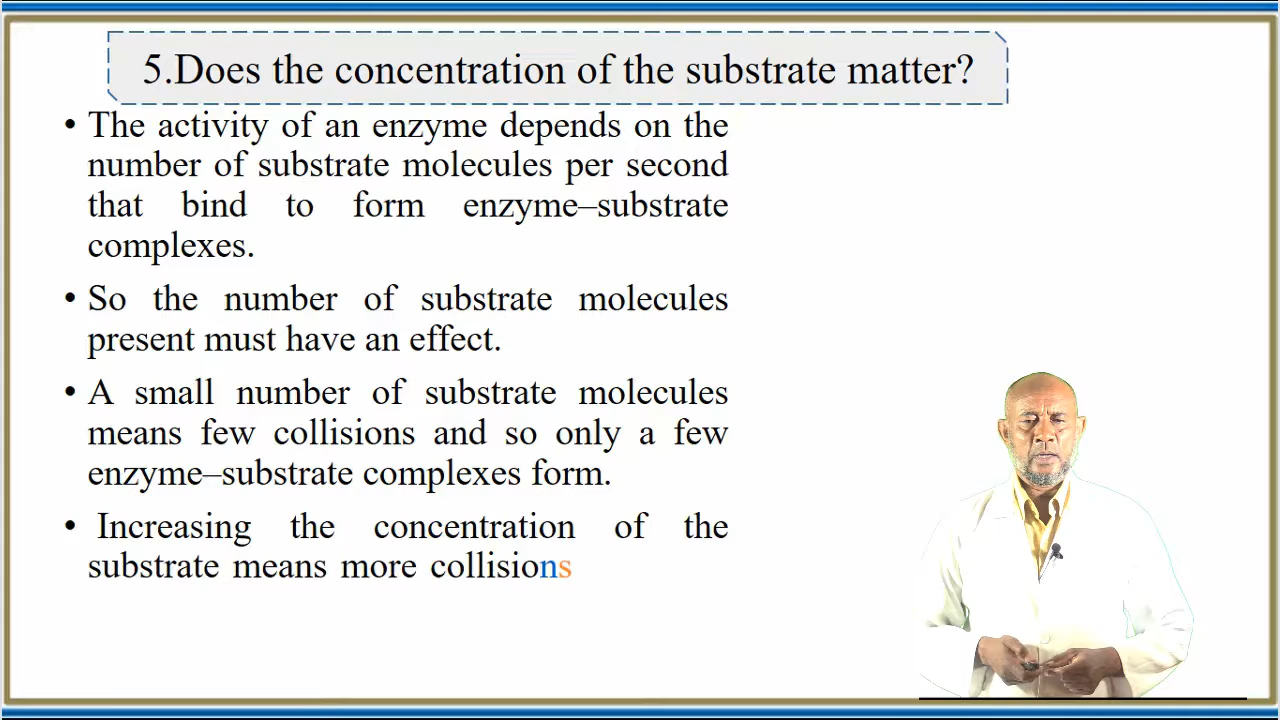 5.Does the concentration of the substrate matter?
• The activity of an enzyme depends on the
number of substrate molecules per second
that bind to form enzyme–substrate
complexes.
• So the number of substrate molecules
present must have an effect.
• A small number of substrate molecules
means few collisions and so only a few
enzyme–substrate complexes form.
• Increasing the concentration of the
substrate means more collisions